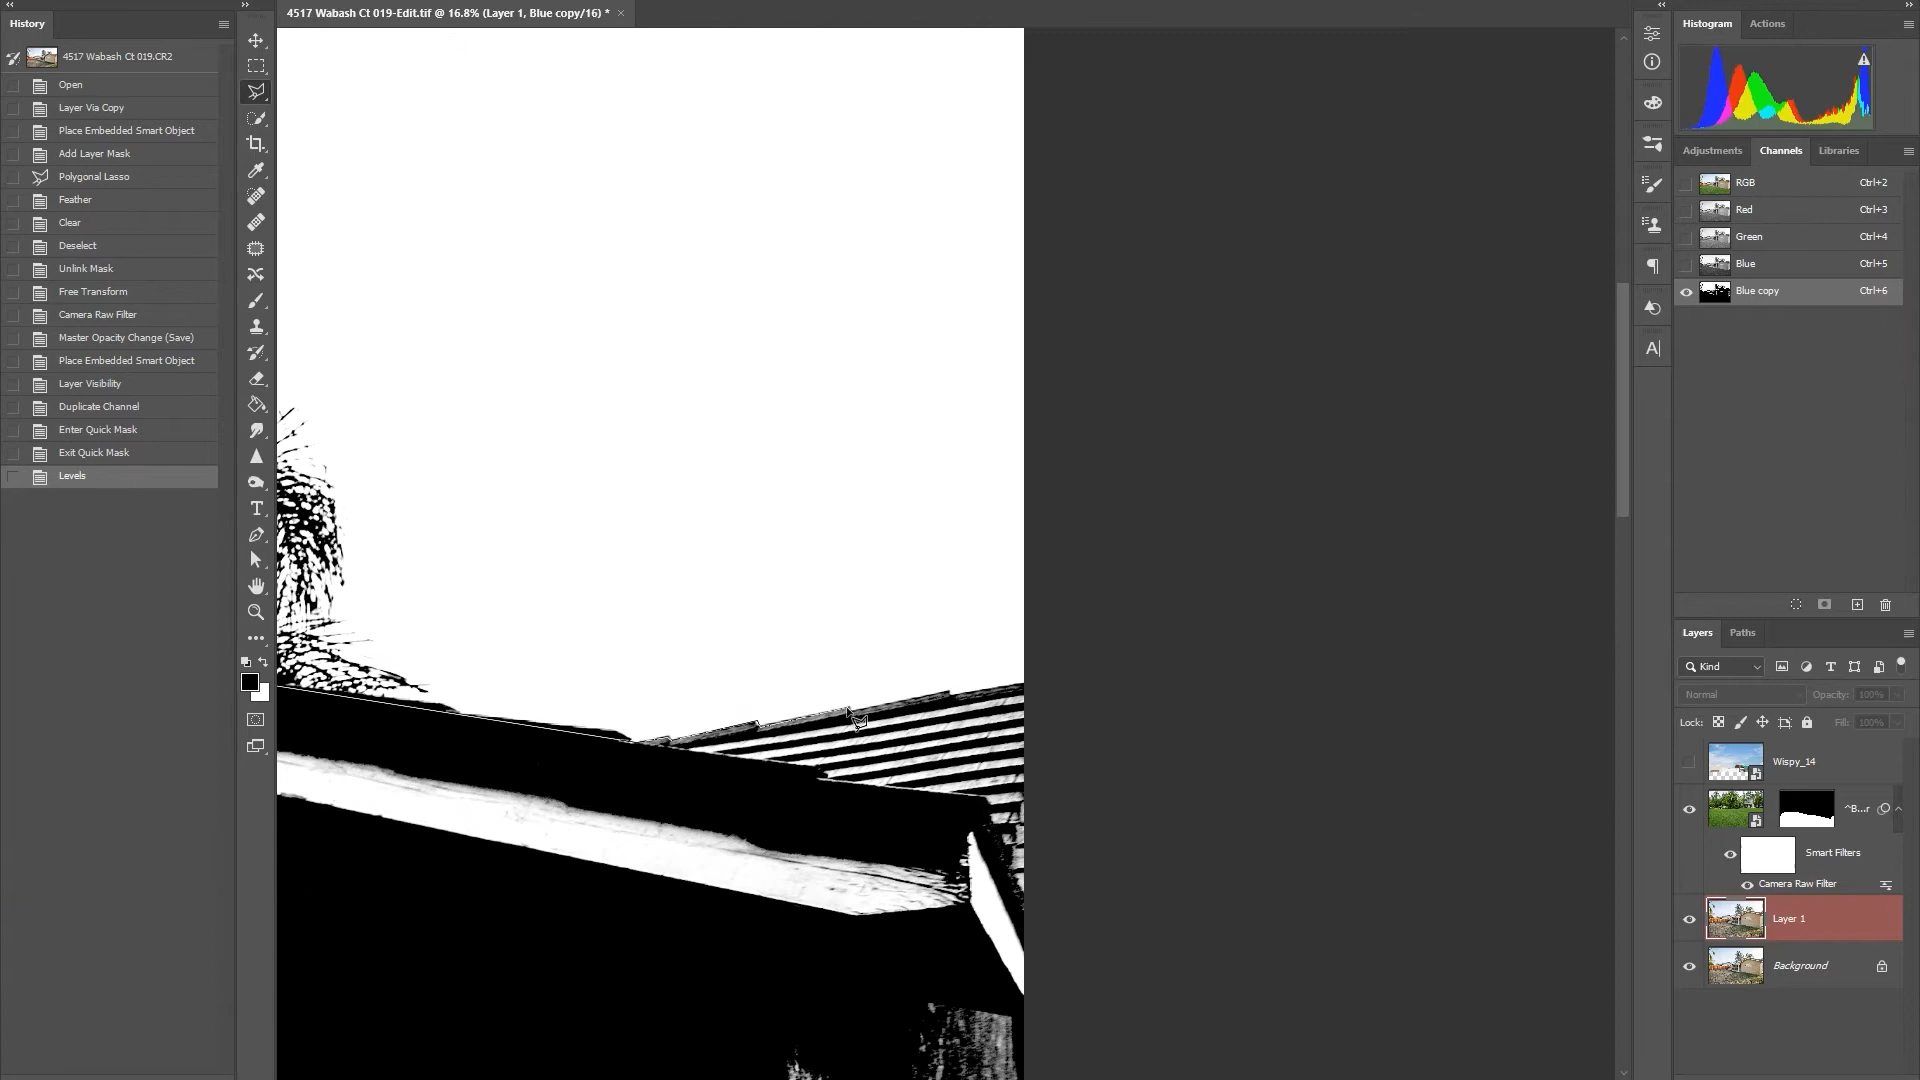 4517 Wabash Ct 019-Edit.tif @ 16.8% (Layer 1, Blue copy/16) *
History
4517 Wabash Ct 019.CR2
Open
Layer Via Copy
Place Embedded Smart Object
Add Layer Mask
Polygonal Lasso
Feather
Clear
Deselect
Unlink Mask
Free Transform
Camera Raw Filter
Master Opacity Change (Save)
Place Embedded Smart Object
Layer Visibility
Duplicate Channel
Enter Quick Mask
Exit Quick Mask
Levels
Histogram Actions
Adjustments Channels Libraries
RGB Ctrl+2
Red Ctrl+3
Green Ctrl+4
Blue Ctrl+5
Blue copy Ctrl+6
Layers Paths
Kind
Normal Opacity: 100%
Lock: Fill: 100%
Wispy_14
^B...r
Smart Filters
Camera Raw Filter
Layer 1
Background